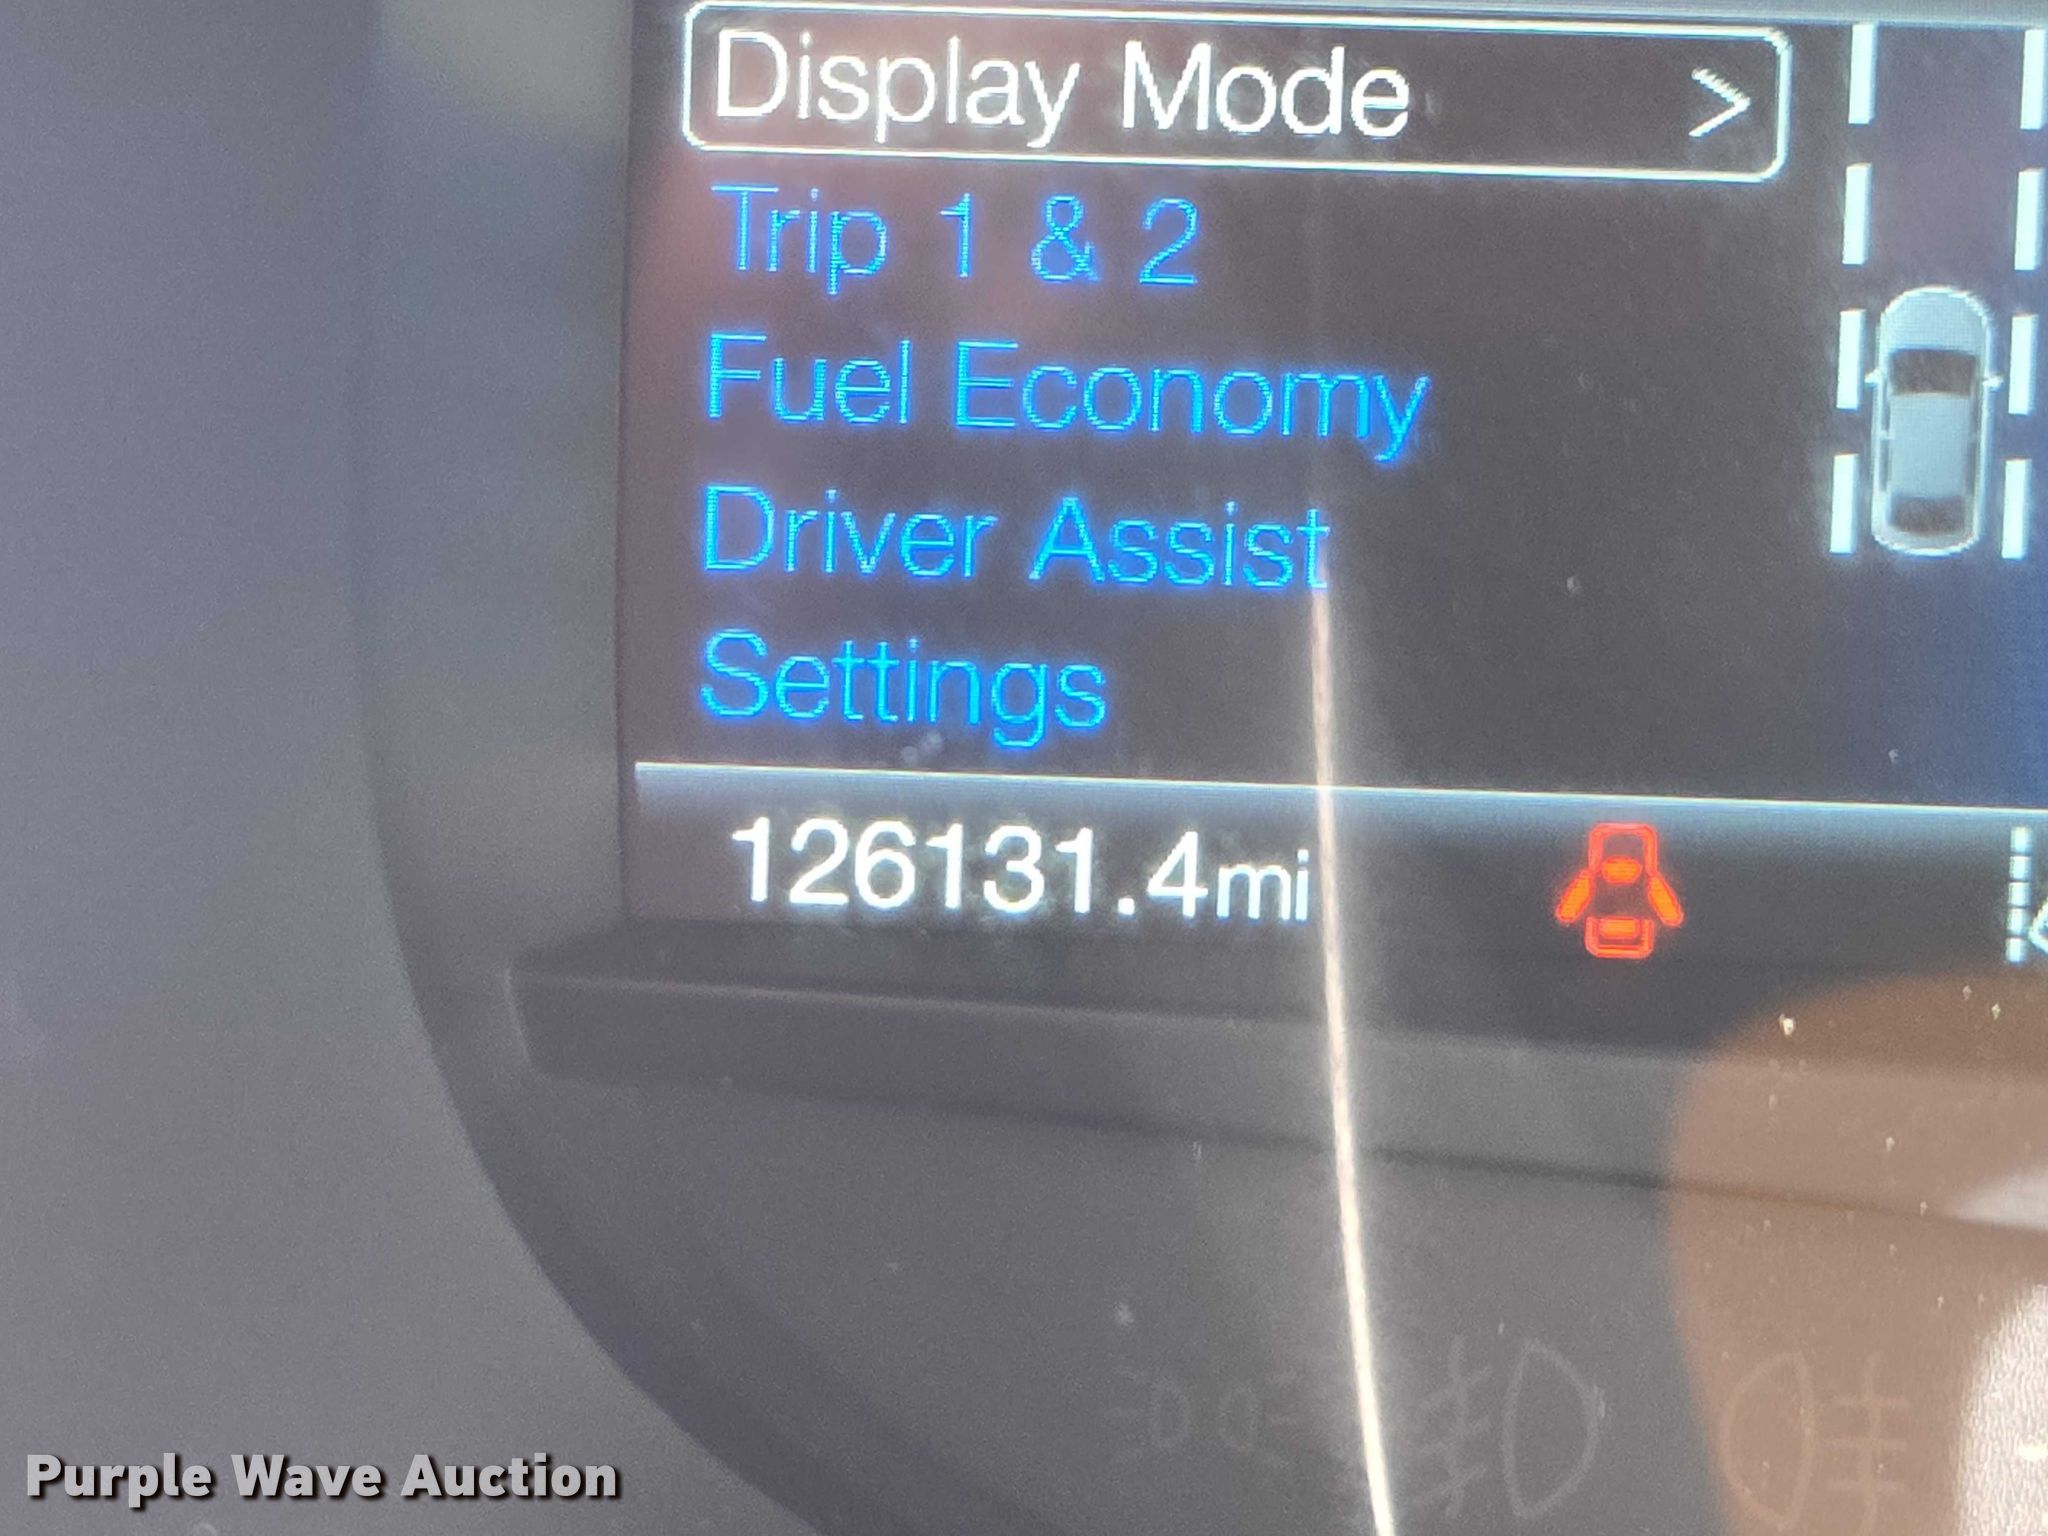 Display Mode >
Trip 1 & 2
Fuel Economy
Driver Assist
Settings
126131.4mi
Purple Wave Auction